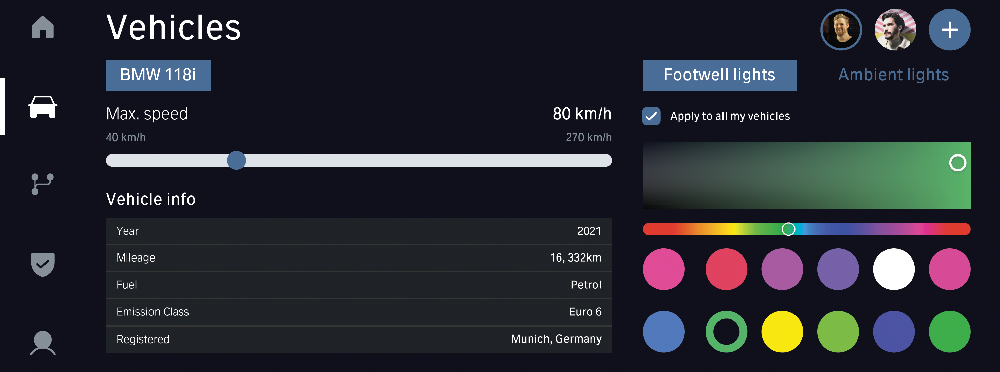 Vehicles
BMW 118i
Max. speed
80 km/h
40 km/h
270 km/h
Vehicle info
Year
2021
Mileage
16, 332km
Fuel
Petrol
Emission Class
Euro 6
Registered
Munich, Germany
Footwell lights
Ambient lights
Apply to all my vehicles